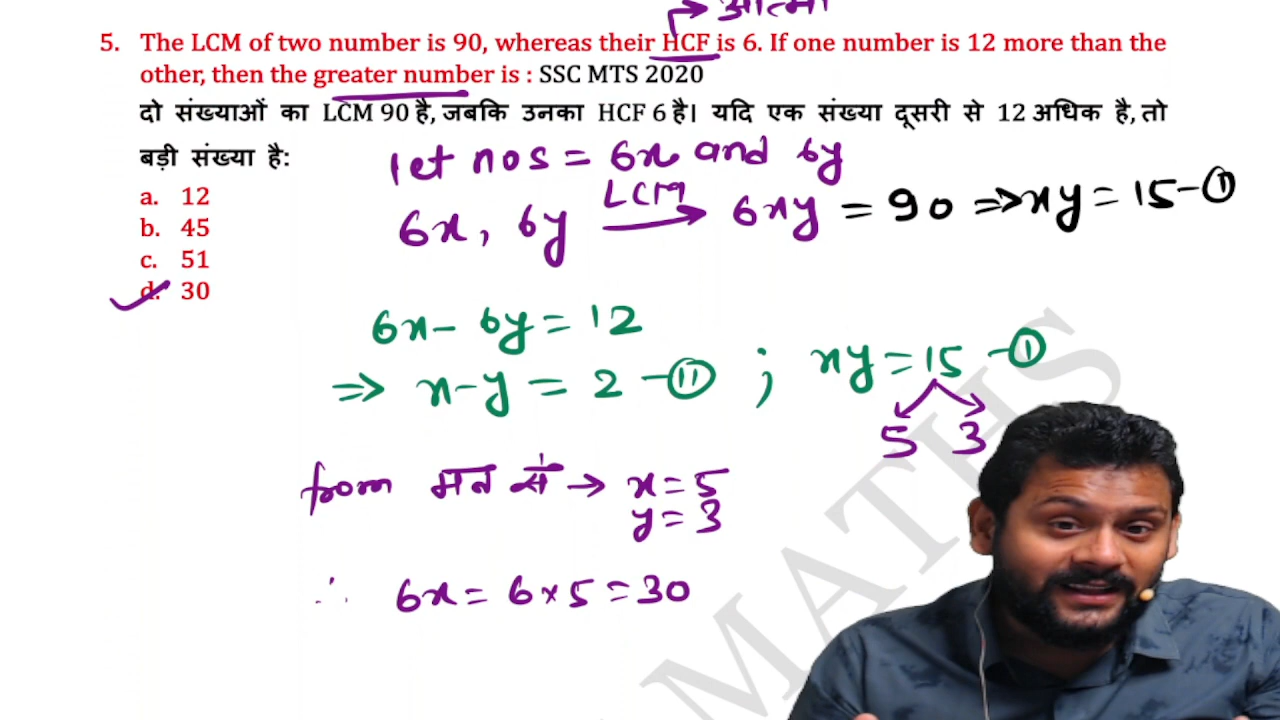 → आत्मा
5. The LCM of two number is 90, whereas their HCF is 6. If one number is 12 more than the
other, then the greater number is : SSC MTS 2020
दो संख्याओं का LCM 90 है, जबकि उनका HCF 6 है। यदि एक संख्या दूसरी से 12 अधिक है, तो
बड़ी संख्या है:
let nos = 6x and 6y
a. 12
6x, 6y LCM → 6xy = 90 ⇒ xy = 15 - ①
b. 45
c. 51
d. 30
6x - 6y = 12
⇒ x - y = 2 - ⑪ ; xy = 15 - ①
5 3
from मन से → x = 5
y = 3
∴ 6x = 6 × 5 = 30
MATHS